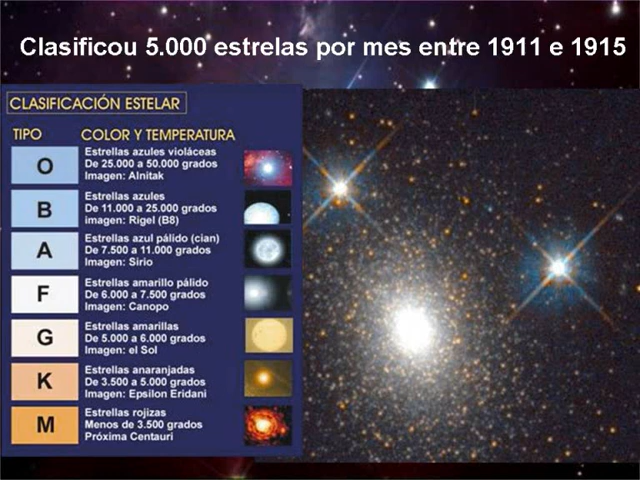 Clasificou 5.000 estrelas por mes entre 1911 e 1915
CLASIFICACIÓN ESTELAR
TIPO COLOR Y TEMPERATURA
O
Estrellas azules violáceas
De 25.000 a 50.000 grados
Imagen: Alnitak
B
Estrellas azules
De 11.000 a 25.000 grados
imagen: Rigel (B8)
A
Estrellas azul pálido (cian)
De 7.500 a 11.000 grados
Imagen: Sirio
F
Estrellas amarillo pálido
De 6.000 a 7.500 grados
Imagen: Canopo
G
Estrellas amarillas
De 5.000 a 6.000 grados
Imagen: el Sol
K
Estrellas anaranjadas
De 3.500 a 5.000 grados
Imagen: Epsilon Eridani
M
Estrellas rojizas
Menos de 3.500 grados
Próxima Centauri